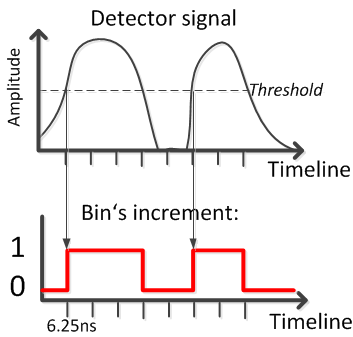 Detector signal
Amplitude
Threshold
Timeline
Bin's increment:
1
0
6.25ns
Timeline